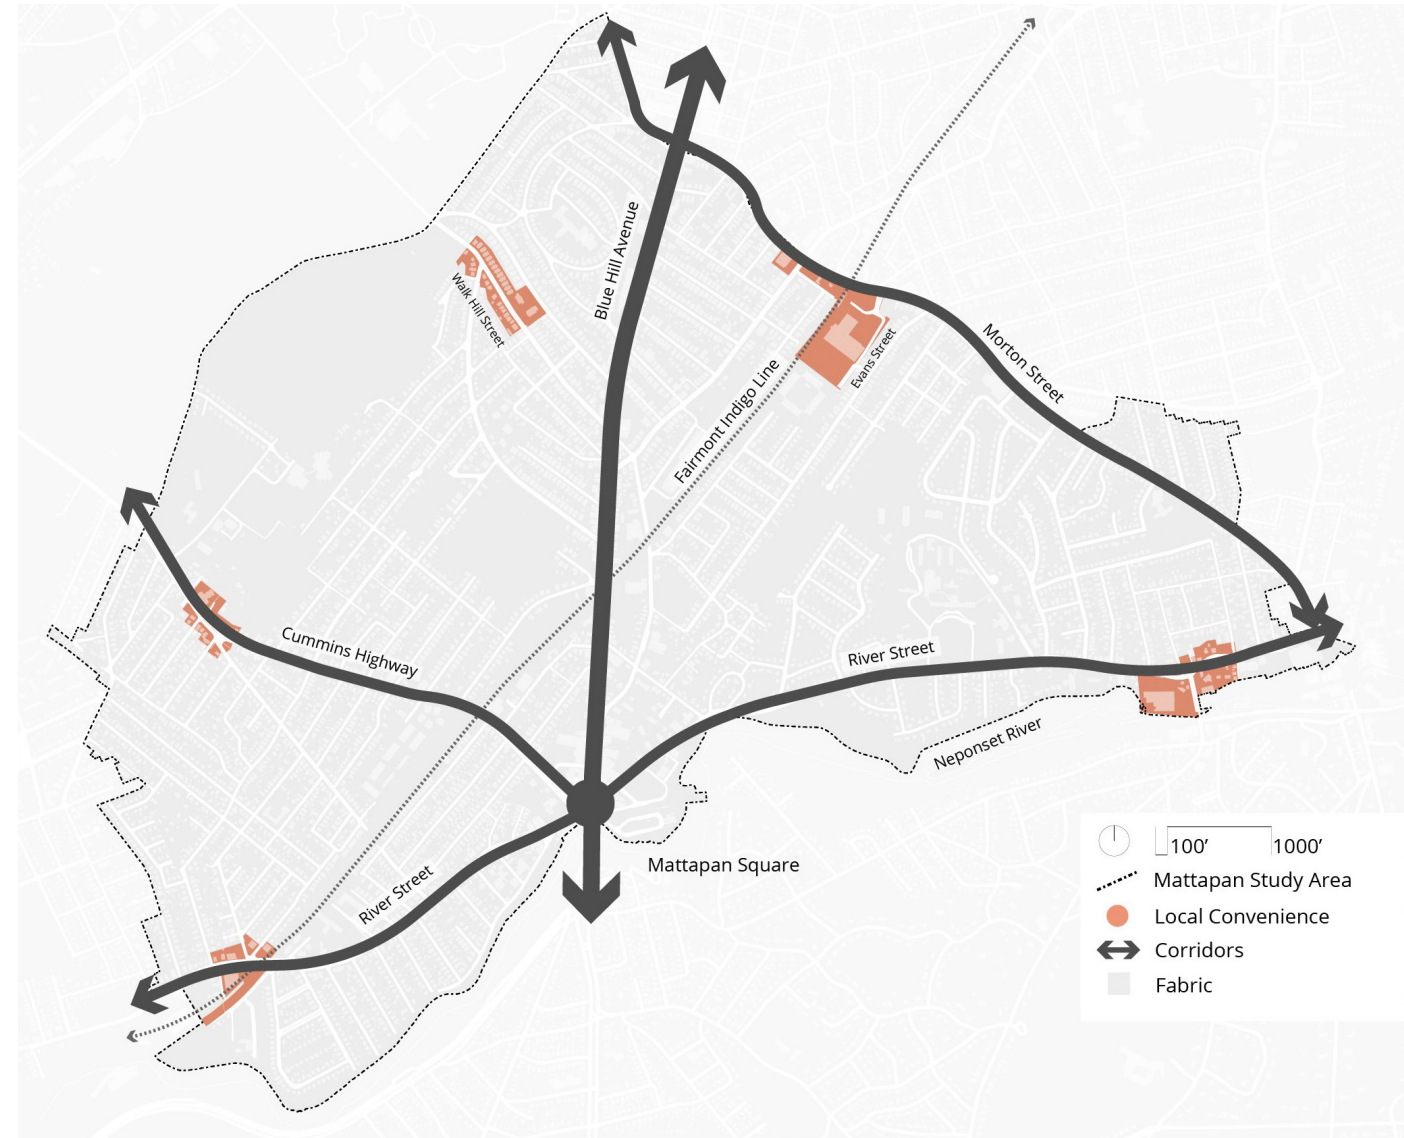 Blue Hill Avenue
Walk Hill Street
Evans Street
Morton Street
Fairmont Indigo Line
Cummins Highway
River Street
Neponset River
Mattapan Square
River Street
100’
1000’
Mattapan Study Area
Local Convenience
Corridors
Fabric